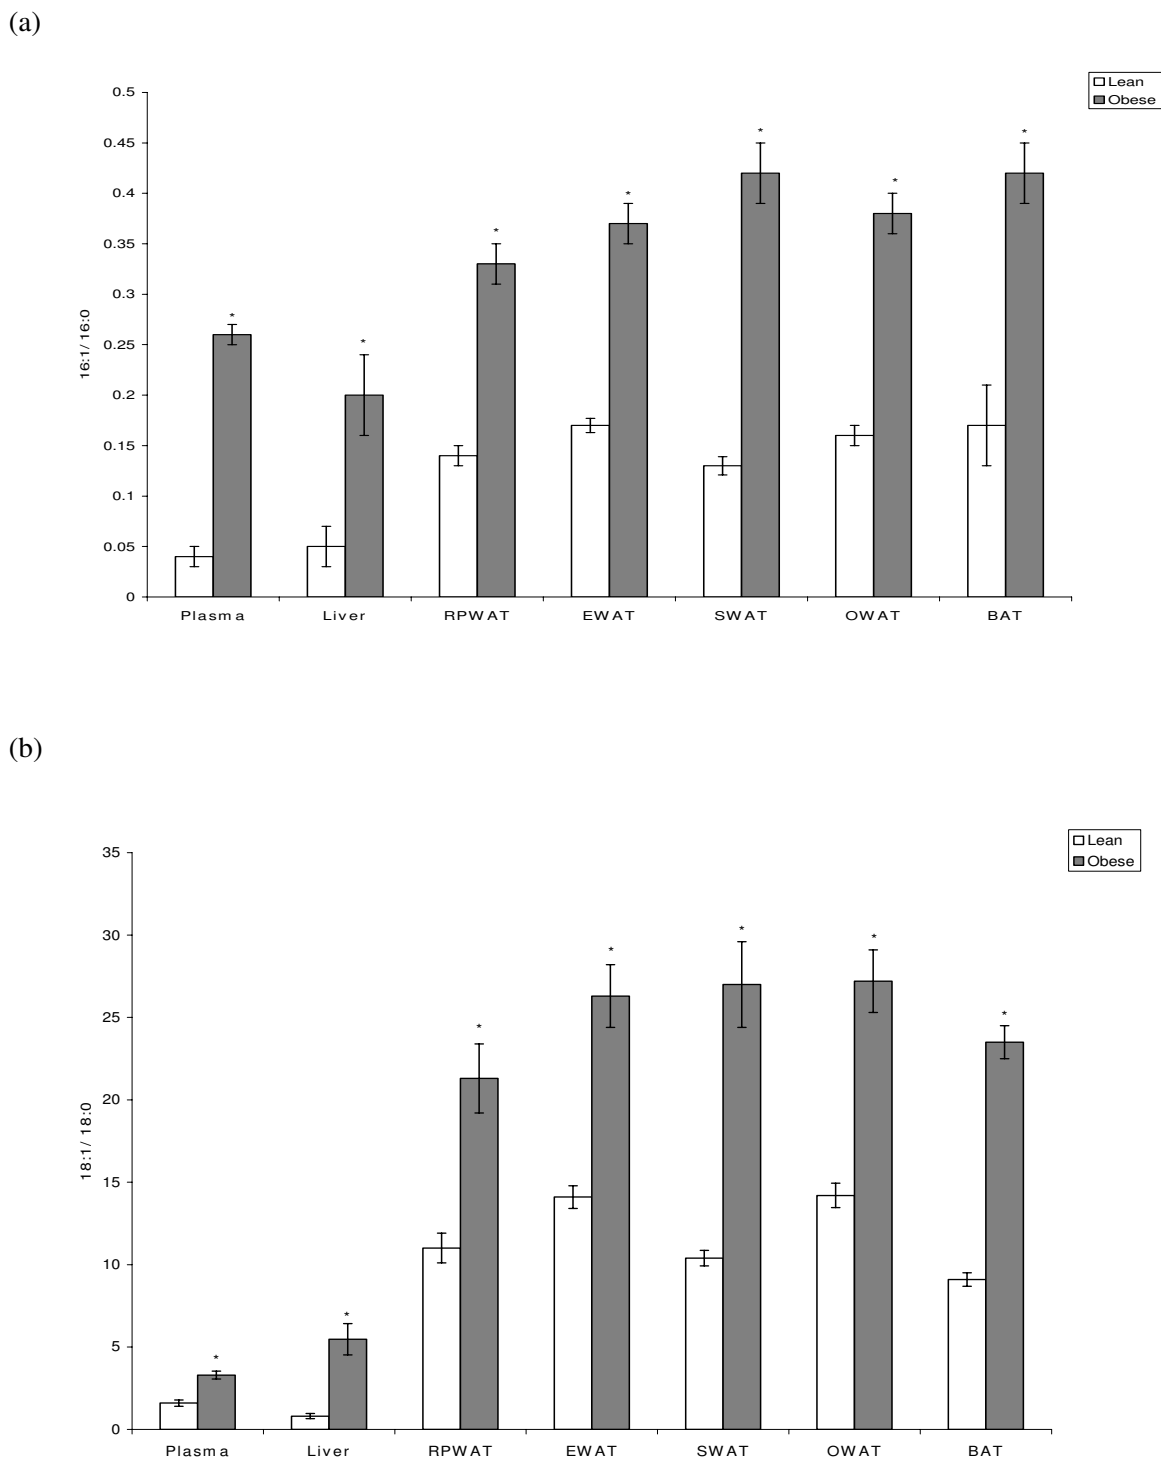 (a)
Lean
Obese
0.5
0.45
0.4
0.35
0.3
0.25
0.2
0.15
0.1
0.05
0
16:1/ 16:0
* * * * * * *
Plasma Liver RPWAT EWAT SWAT OWAT BAT
(b)
Lean
Obese
35
30
25
20
15
10
5
0
18:1/ 18:0
* * * * * * *
Plasma Liver RPWAT EWAT SWAT OWAT BAT